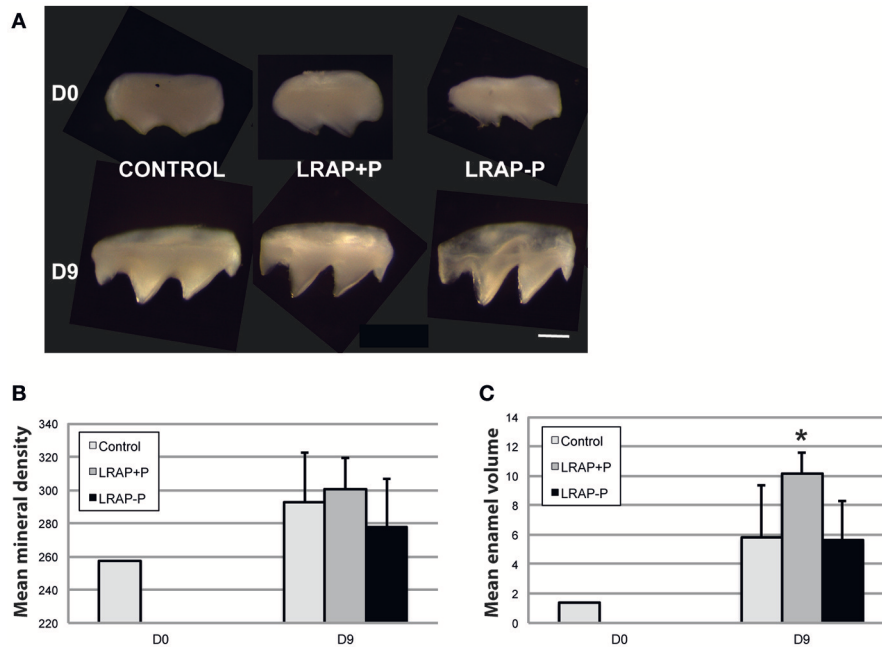 A
D0
CONTROL LRAP+P LRAP-P
D9
B
Mean mineral density
340
320
300
280
260
240
220
Control
LRAP+P
LRAP-P
D0 D9
C
Mean enamel volume
14
12
10
8
6
4
2
0
Control
LRAP+P
LRAP-P
*
D0 D9